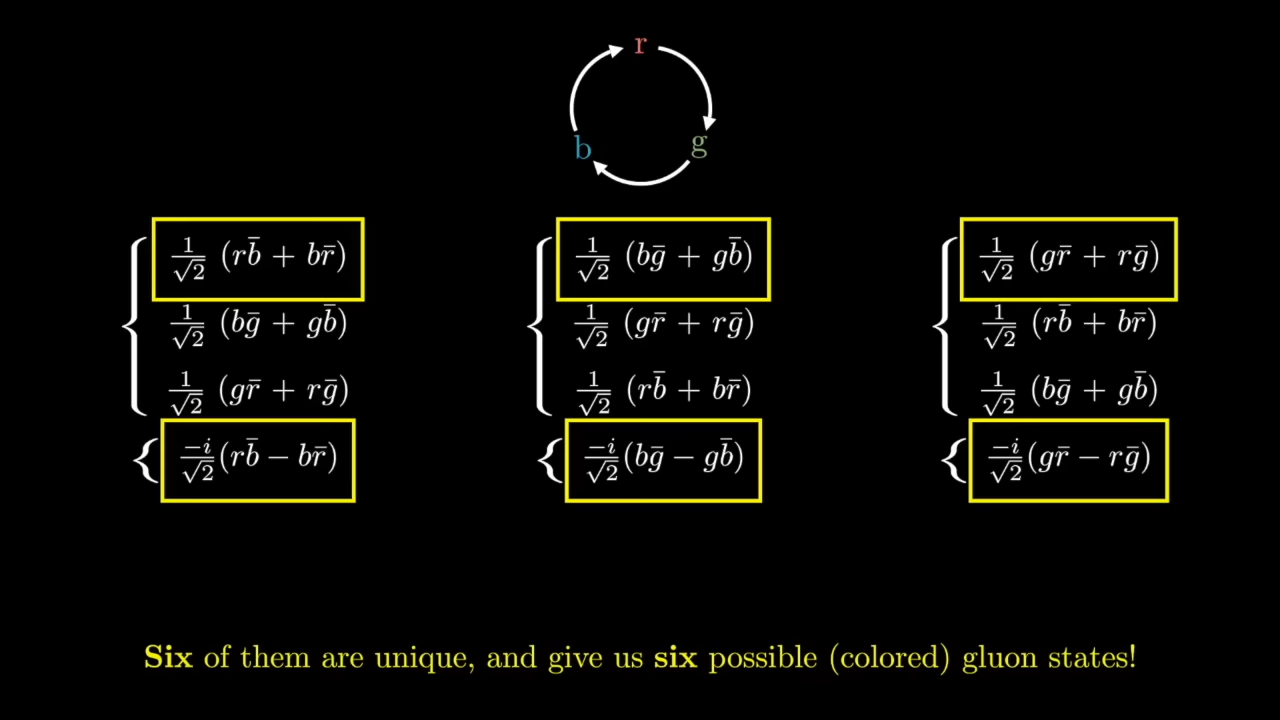 r
b g
1/√2 (rb̄ + br̄) 1/√2 (bḡ + gb̄) 1/√2 (gr̄ + rḡ)
1/√2 (bḡ + gb̄) 1/√2 (gr̄ + rḡ) 1/√2 (rb̄ + br̄)
1/√2 (gr̄ + rḡ) 1/√2 (rb̄ + br̄) 1/√2 (bḡ + gb̄)
-i/√2 (rb̄ − br̄) -i/√2 (bḡ − gb̄) -i/√2 (gr̄ − rḡ)
Six of them are unique, and give us six possible (colored) gluon states!